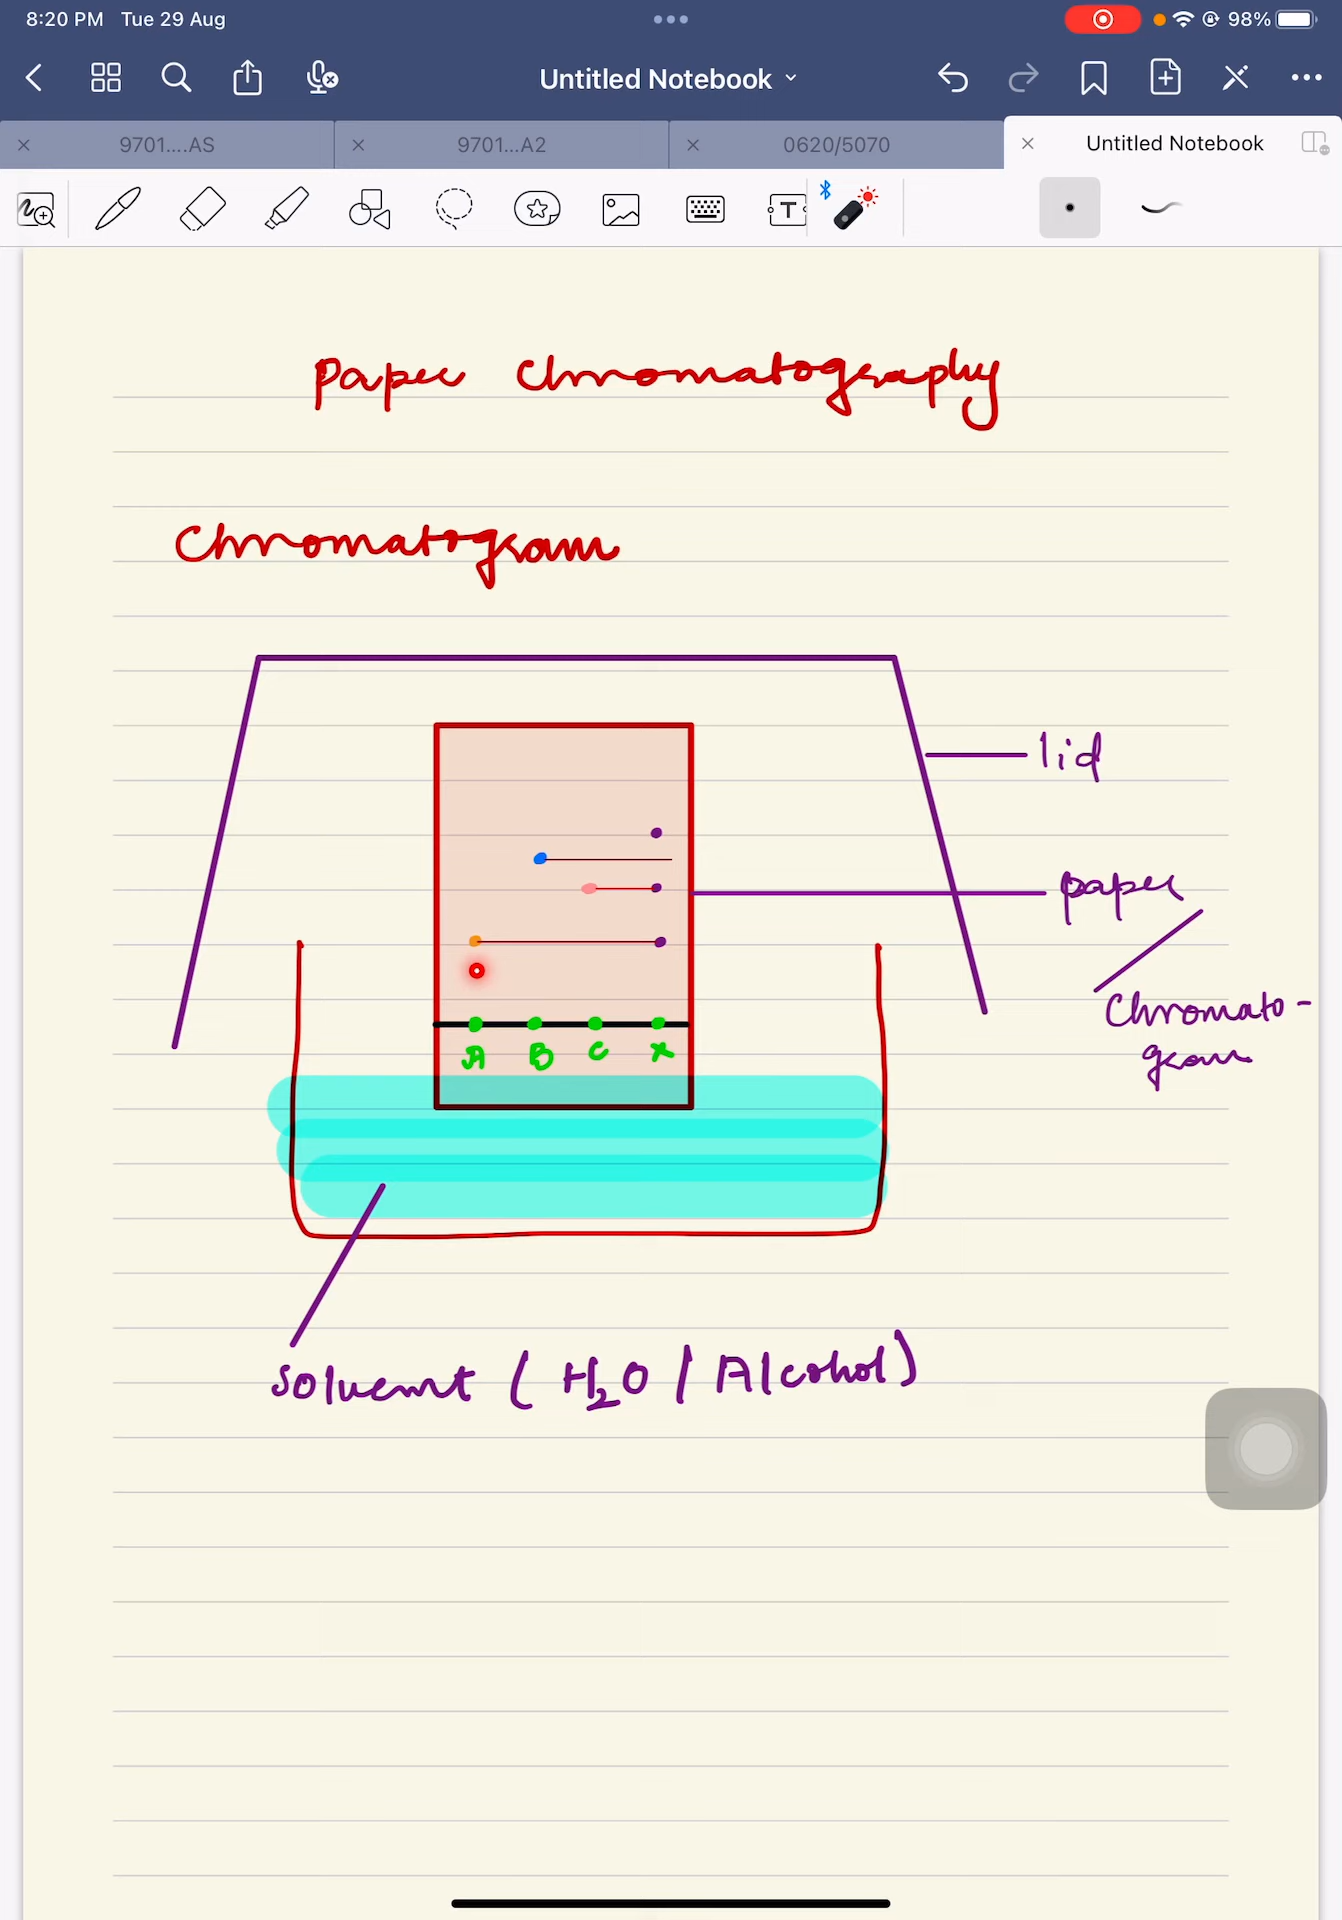 8:20 PM Tue 29 Aug
98%
Untitled Notebook
9701....AS
9701...A2
0620/5070
Untitled Notebook
T
Paper Chromatography
Chromatogram
lid
paper
Chromato-
gram
A B C X
Solvent ( H₂O / Alcohol )